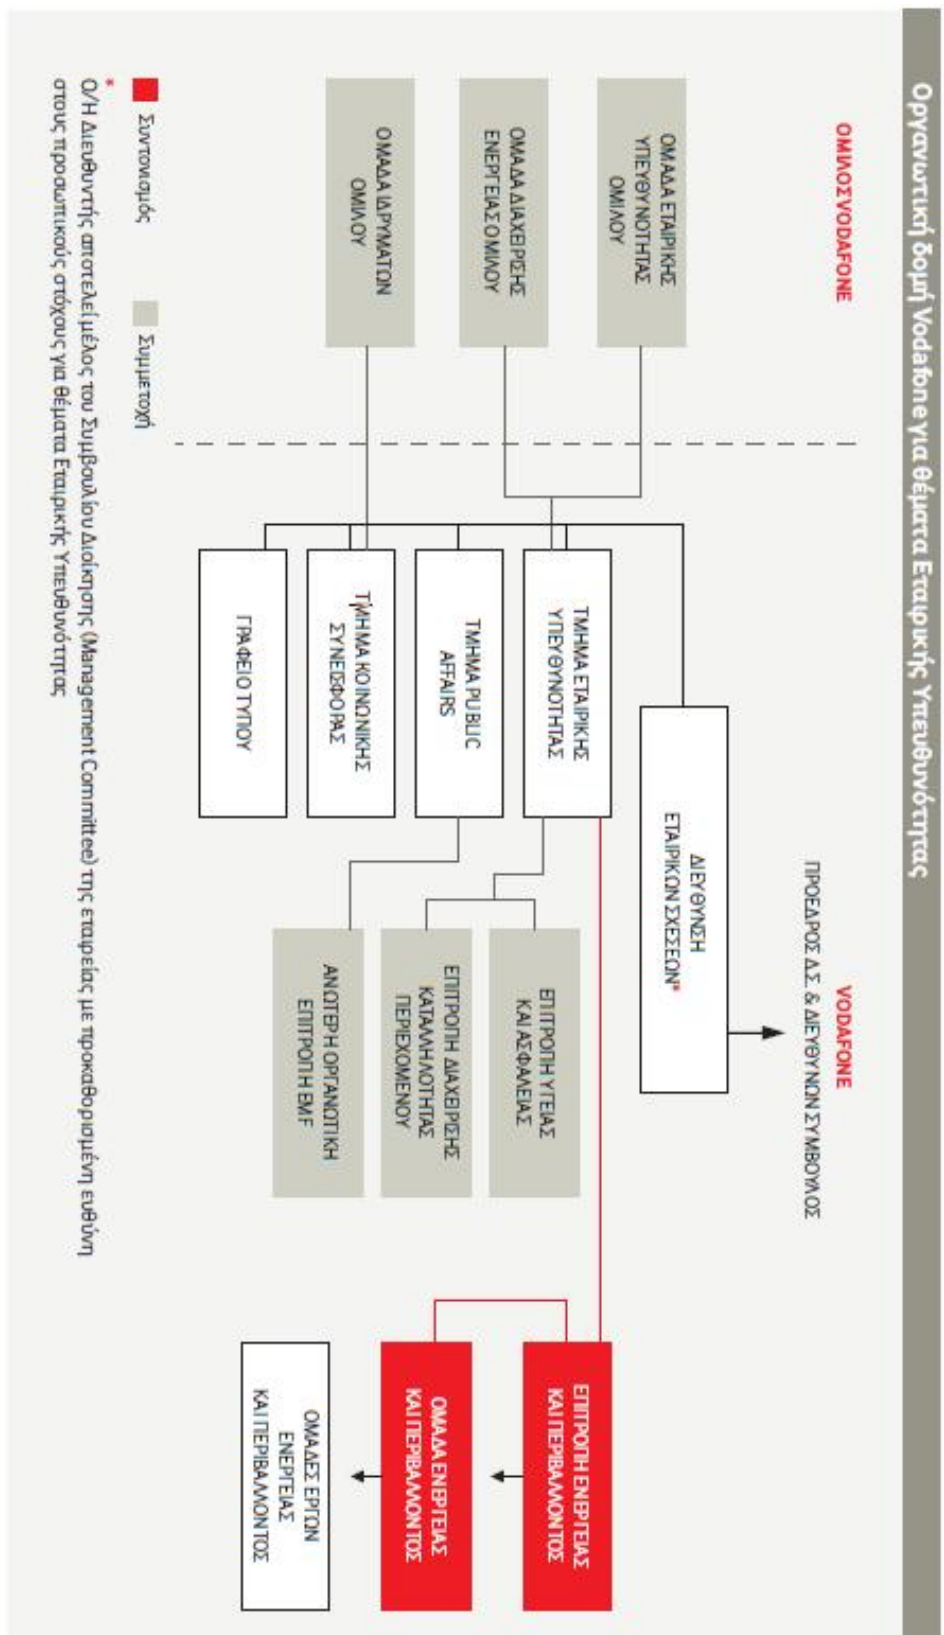 Οργανωτική δομή Vodafone για θέματα Εταιρικής Υπευθυνότητας
ΟΜΙΛΟΣ VODAFONE
VODAFONE
ΠΡΟΕΔΡΟΣ Δ.Σ. & ΔΙΕΥΘΥΝΩΝ ΣΥΜΒΟΥΛΟΣ
ΔΙΕΥΘΥΝΣΗ
ΕΤΑΙΡΙΚΩΝ ΣΧΕΣΕΩΝ*
ΟΜΑΔΑ ΕΤΑΙΡΙΚΗΣ
ΥΠΕΥΘΥΝΟΤΗΤΑΣ
ΟΜΙΛΟΥ
ΟΜΑΔΑ ΔΙΑΧΕΙΡΙΣΗΣ
ΕΝΕΡΓΕΙΑΣ ΟΜΙΛΟΥ
ΟΜΑΔΑ ΙΔΡΥΜΑΤΩΝ
ΟΜΙΛΟΥ
ΤΜΗΜΑ ΕΤΑΙΡΙΚΗΣ
ΥΠΕΥΘΥΝΟΤΗΤΑΣ
ΤΜΗΜΑ PUBLIC
AFFAIRS
ΤΜΗΜΑ ΚΟΙΝΩΝΙΚΗΣ
ΣΥΝΕΙΣΦΟΡΑΣ
ΓΡΑΦΕΙΟ ΤΥΠΟΥ
ΕΠΙΤΡΟΠΗ ΥΓΕΙΑΣ
ΚΑΙ ΑΣΦΑΛΕΙΑΣ
ΕΠΙΤΡΟΠΗ ΔΙΑΧΕΙΡΙΣΗΣ
ΚΑΤΑΛΛΗΛΟΤΗΤΑΣ
ΠΕΡΙΕΧΟΜΕΝΟΥ
ΑΝΩΤΕΡΗ ΟΡΓΑΝΩΤΙΚΗ
ΕΠΙΤΡΟΠΗ EMF
ΕΠΙΤΡΟΠΗ ΕΝΕΡΓΕΙΑΣ
ΚΑΙ ΠΕΡΙΒΑΛΛΟΝΤΟΣ
ΟΜΑΔΑ ΕΝΕΡΓΕΙΑΣ
ΚΑΙ ΠΕΡΙΒΑΛΛΟΝΤΟΣ
ΟΜΑΔΕΣ ΕΡΓΩΝ
ΕΝΕΡΓΕΙΑΣ
ΚΑΙ ΠΕΡΙΒΑΛΛΟΝΤΟΣ
Συντονισμός
Συμμετοχή
*
Ο/Η Διευθυντής αποτελεί μέλος του Συμβουλίου Διοίκησης (Management Committee) της εταιρείας με προκαθορισμένη ευθύνη
στους προσωπικούς στόχους για θέματα Εταιρικής Υπευθυνότητας